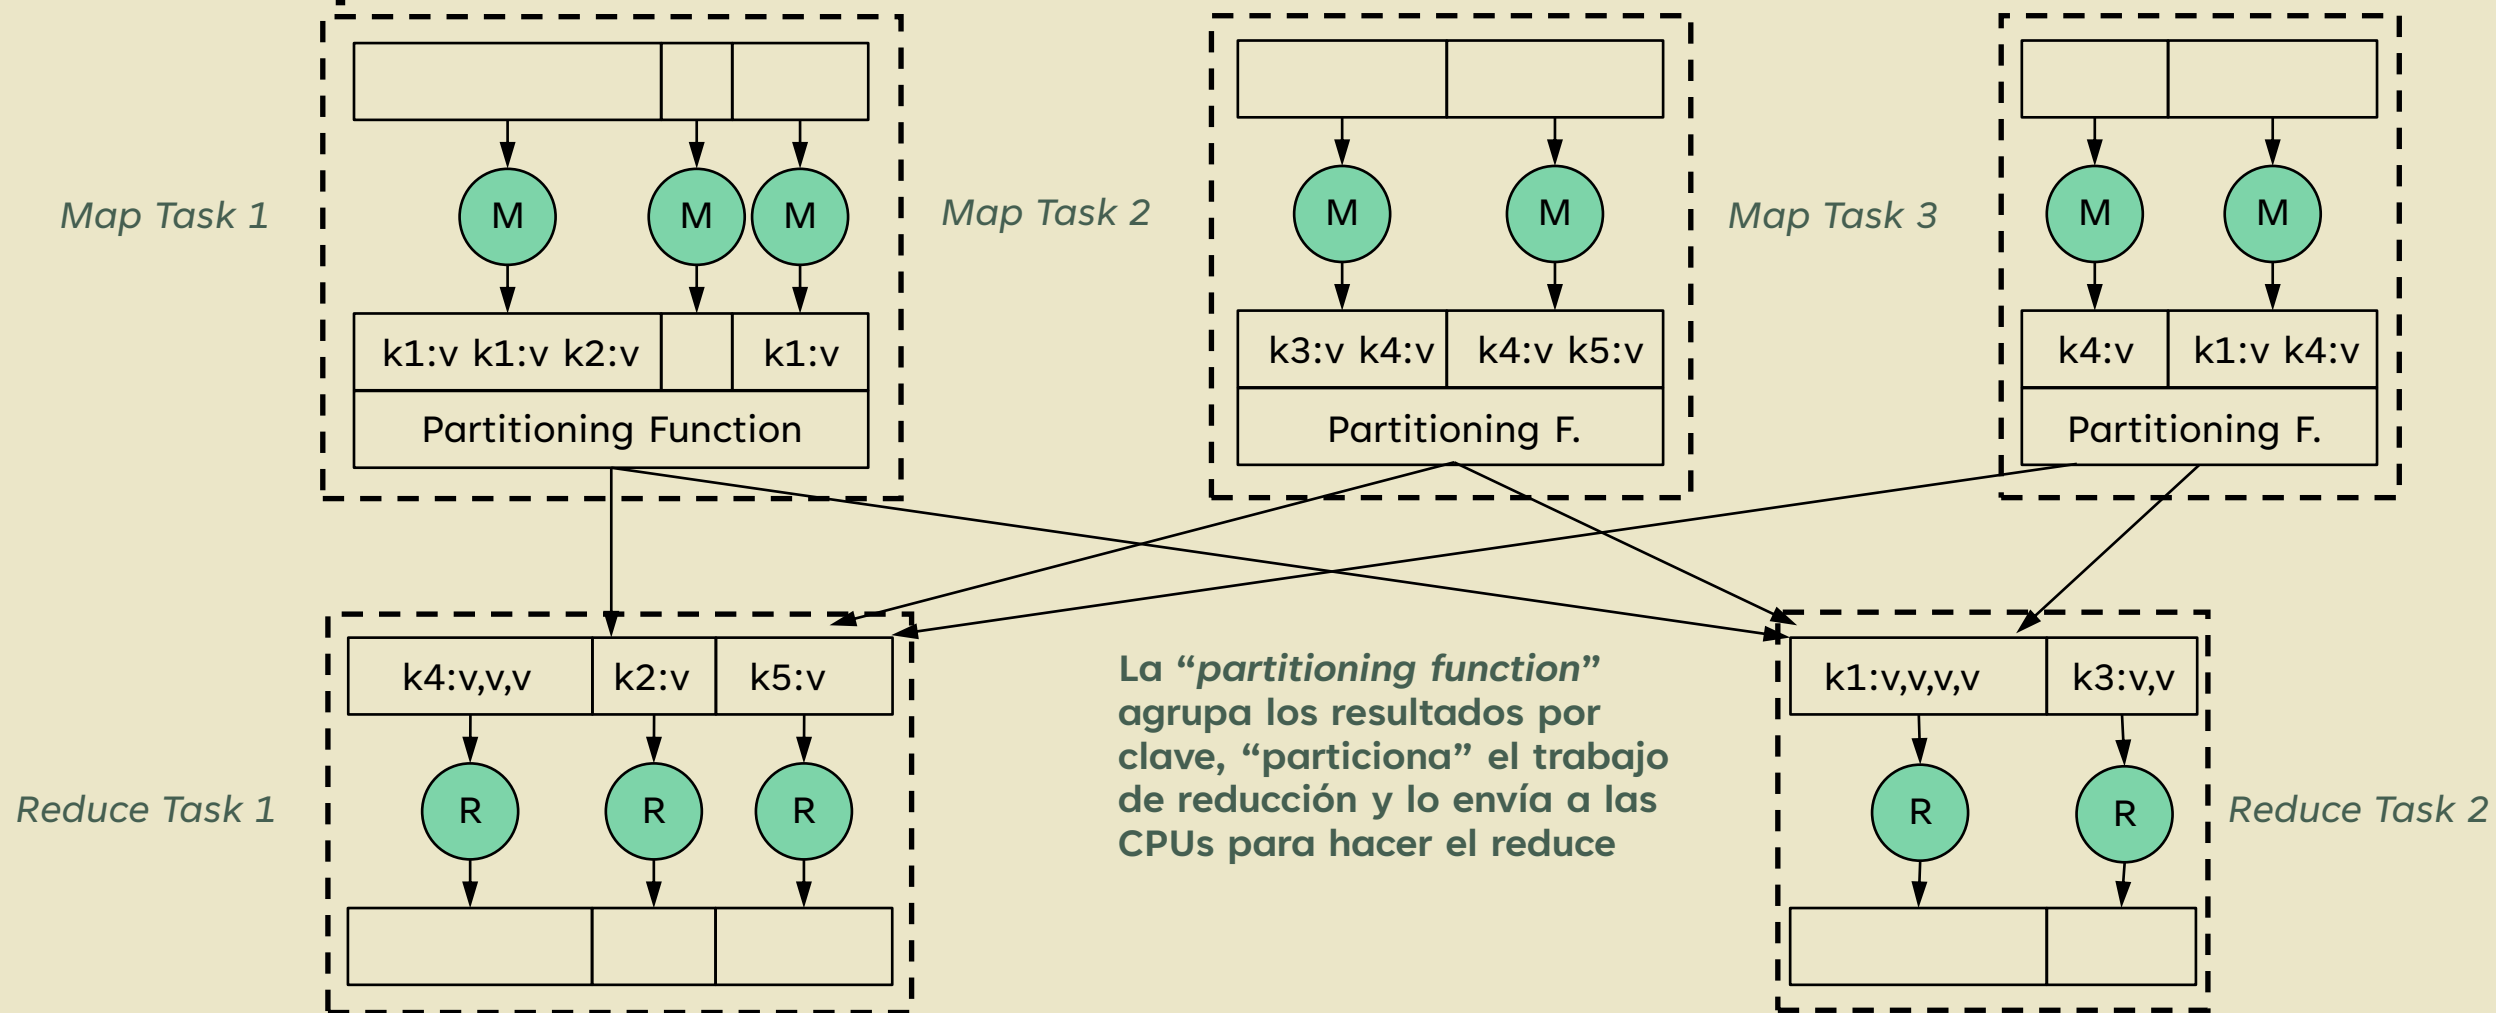 Map Task 1
M
M
M
k1:v k1:v k2:v
k1:v
Partitioning Function
Map Task 2
M
M
k3:v k4:v
k4:v k5:v
Partitioning F.
Map Task 3
M
M
k4:v
k1:v k4:v
Partitioning F.
Reduce Task 1
k4:v,v,v
k2:v
k5:v
R
R
R
La “partitioning function”
agrupa los resultados por
clave, “particiona” el trabajo
de reducción y lo envía a las
CPUs para hacer el reduce
k1:v,v,v,v
k3:v,v
R
R
Reduce Task 2